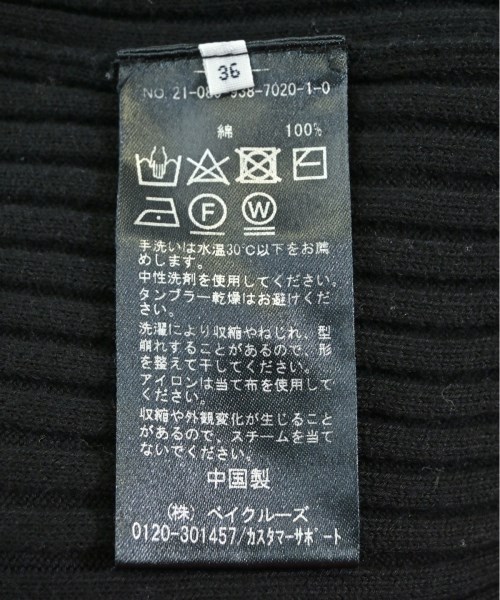 36
NO. 21-080-938-7020-1-0
綿 100%
手洗いは水温30℃以下をお薦
めします。
中性洗剤を使用してください。
タンブラー乾燥はお避けくだ
さい。
洗濯により収縮やねじれ、型
崩れすることがあるので、形
を整えて干してください。
アイロンは当て布を使用して
ください。
収縮や外観変化が生じること
があるので、スチームを当て
ないでください。
中国製
(株) ベイクルーズ
0120-301457/カスタマーサポート